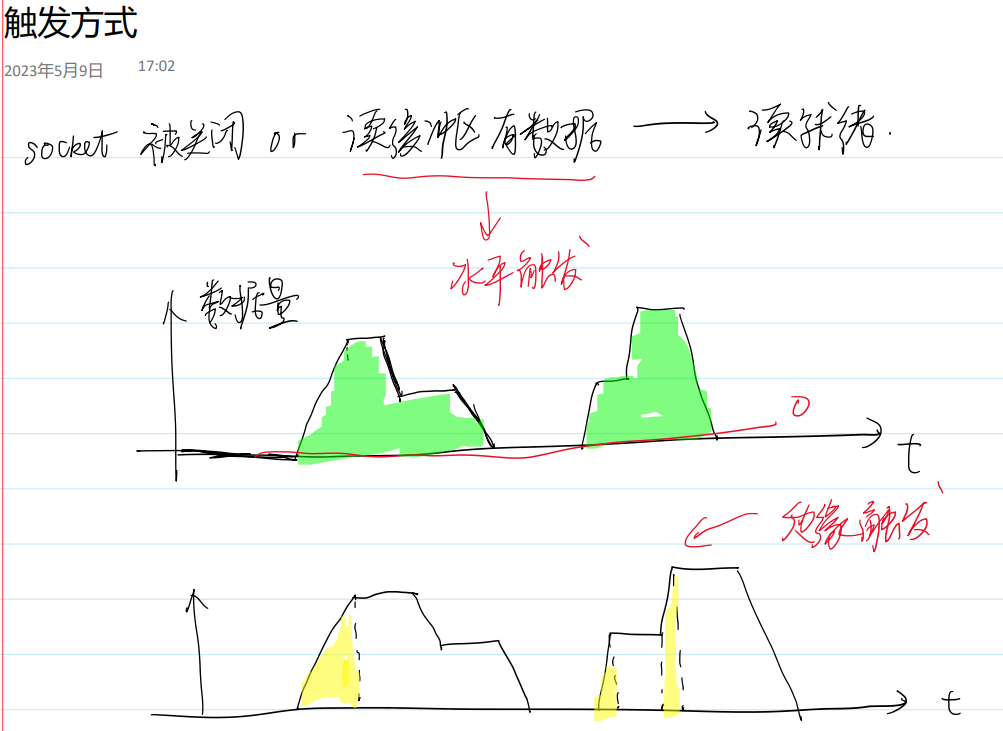 触发方式
2023年5月9日 17:02
socket 被关闭 or 读缓冲区 有数据 → 读就绪.
水平触发
数据量
0
t
边缘触发
t